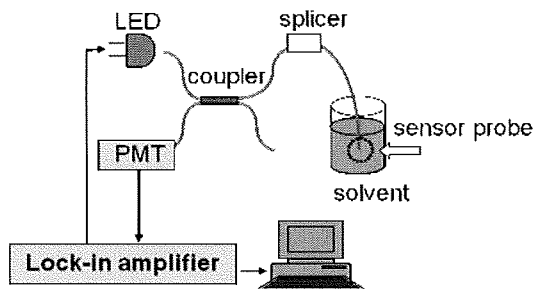 LED
splicer
coupler
PMT
sensor probe
solvent
Lock-in amplifier